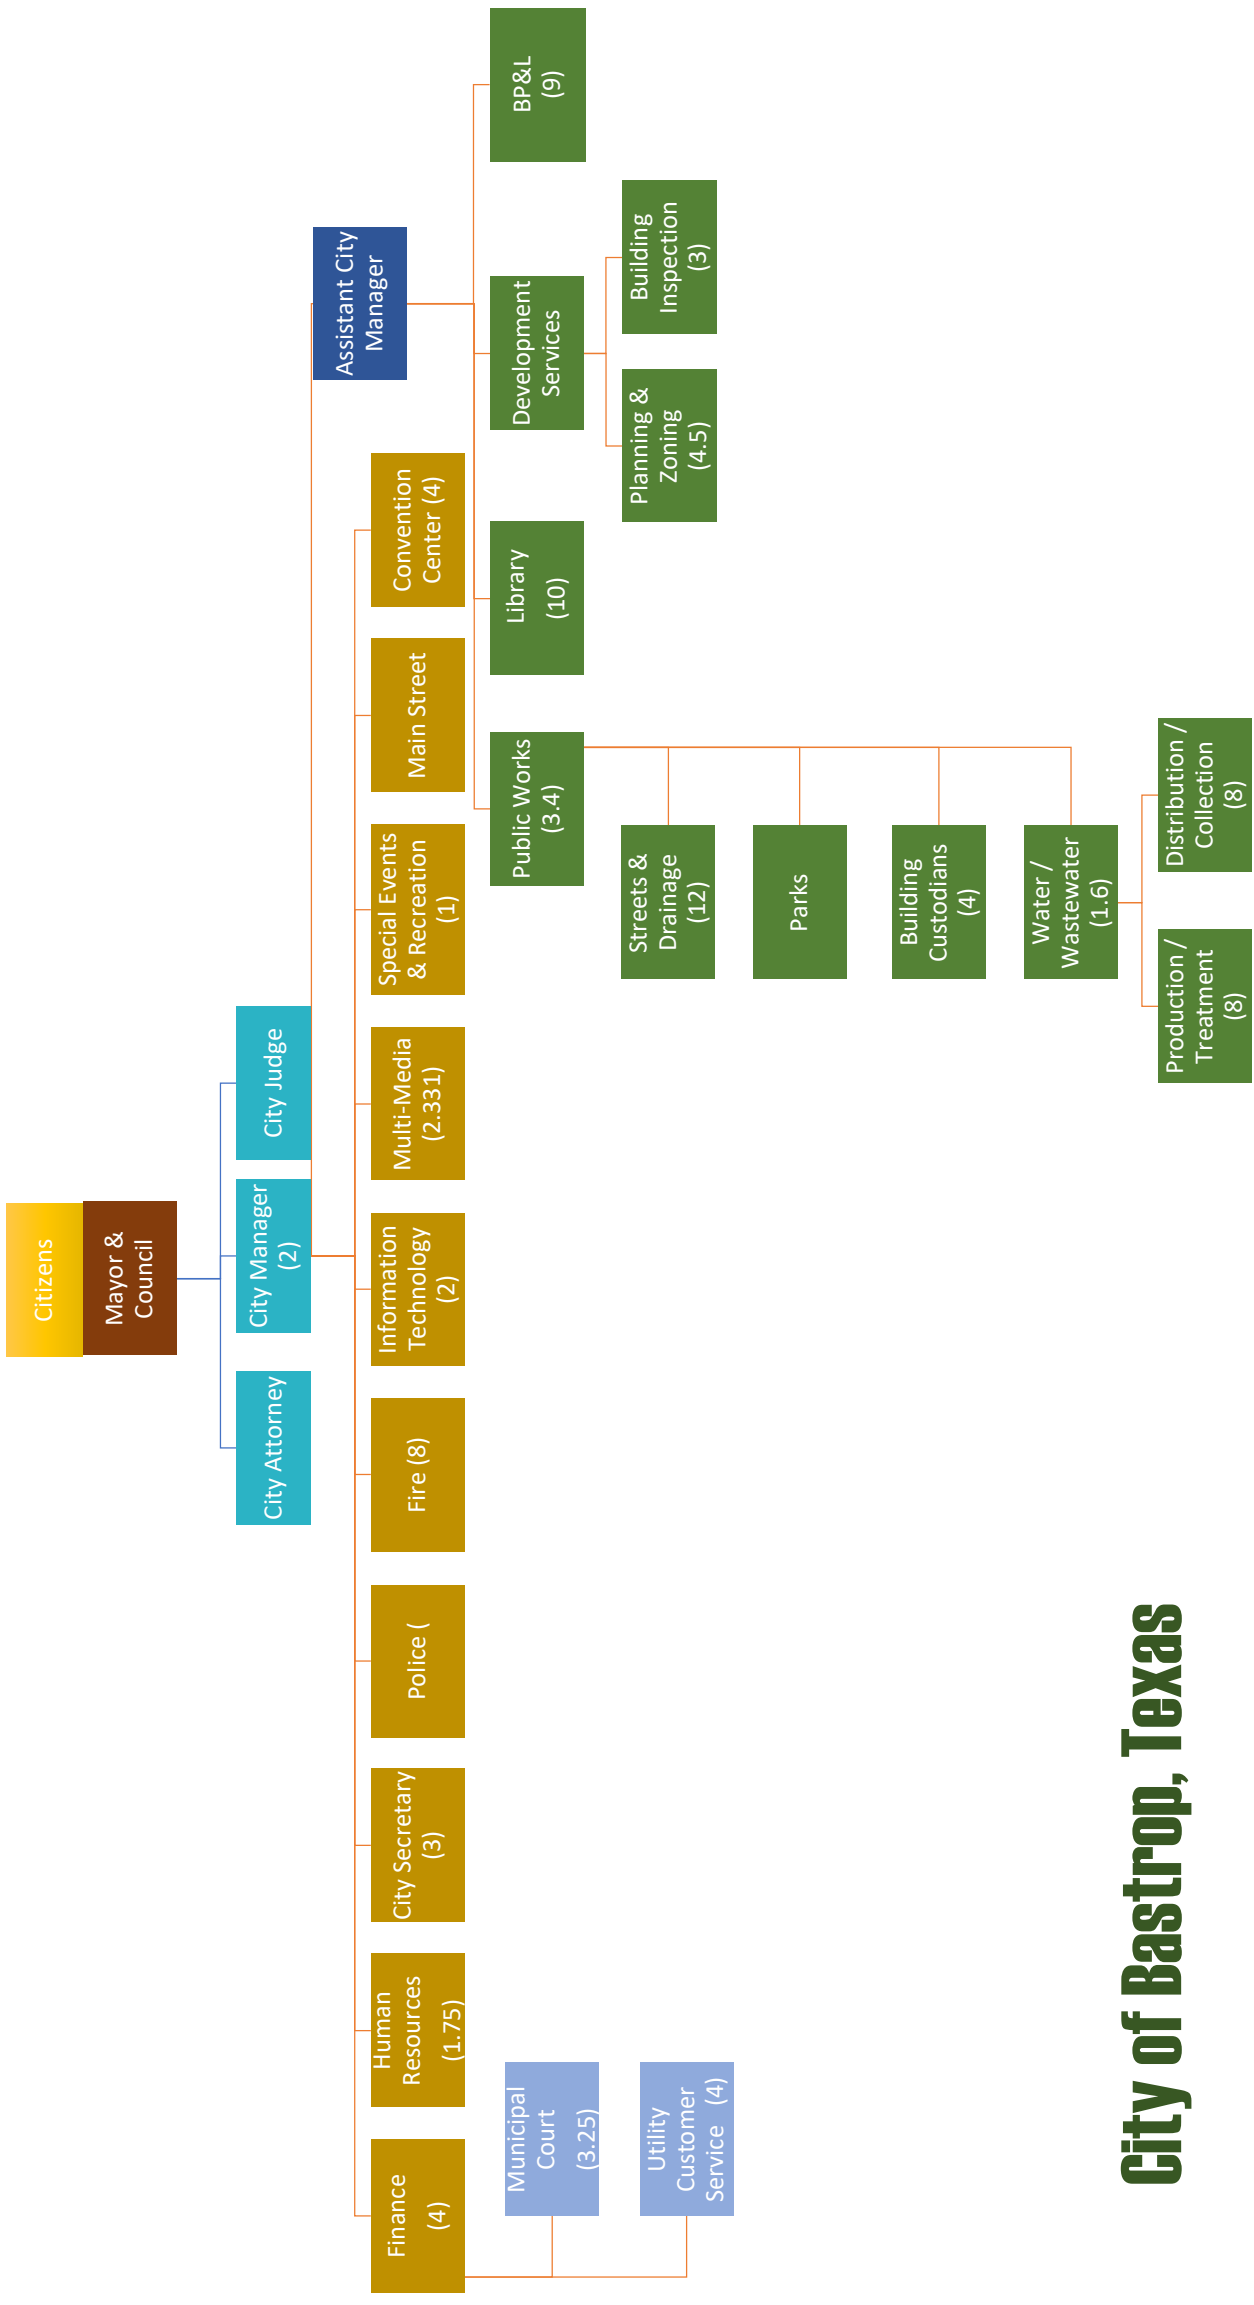 Citizens
Mayor &
Council
City Attorney
City Manager
(2)
City Judge
Assistant City
Manager
Finance
(4)
Human
Resources
(1.75)
City Secretary
(3)
Police (
Fire (8)
Information
Technology
(2)
Multi-Media
(2.331)
Special Events
& Recreation
(1)
Main Street
Convention
Center (4)
Municipal
Court
(3.25)
Utility
Customer
Service (4)
Public Works
(3.4)
Library
(10)
Development
Services
BP&L
(9)
Streets &
Drainage
(12)
Parks
Building
Custodians
(4)
Water /
Wastewater
(1.6)
Production /
Treatment
(8)
Distribution /
Collection
(8)
Planning &
Zoning
(4.5)
Building
Inspection
(3)
City of Bastrop, Texas